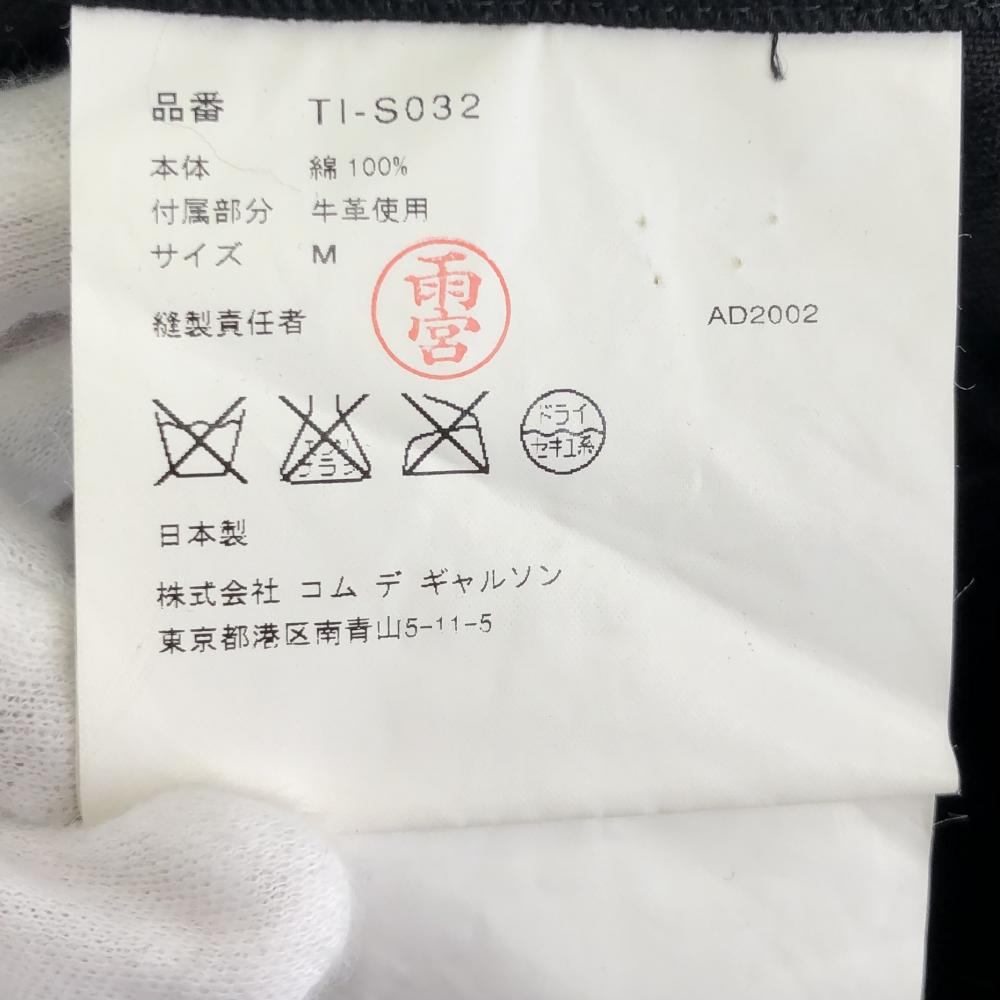 品番 TI-S032
本体 綿100%
付属部分 牛革使用
サイズ M
縫製責任者 雨宮 AD2002
ドライ
セキユ系
日本製
株式会社 コム デ ギャルソン
東京都港区南青山5-11-5